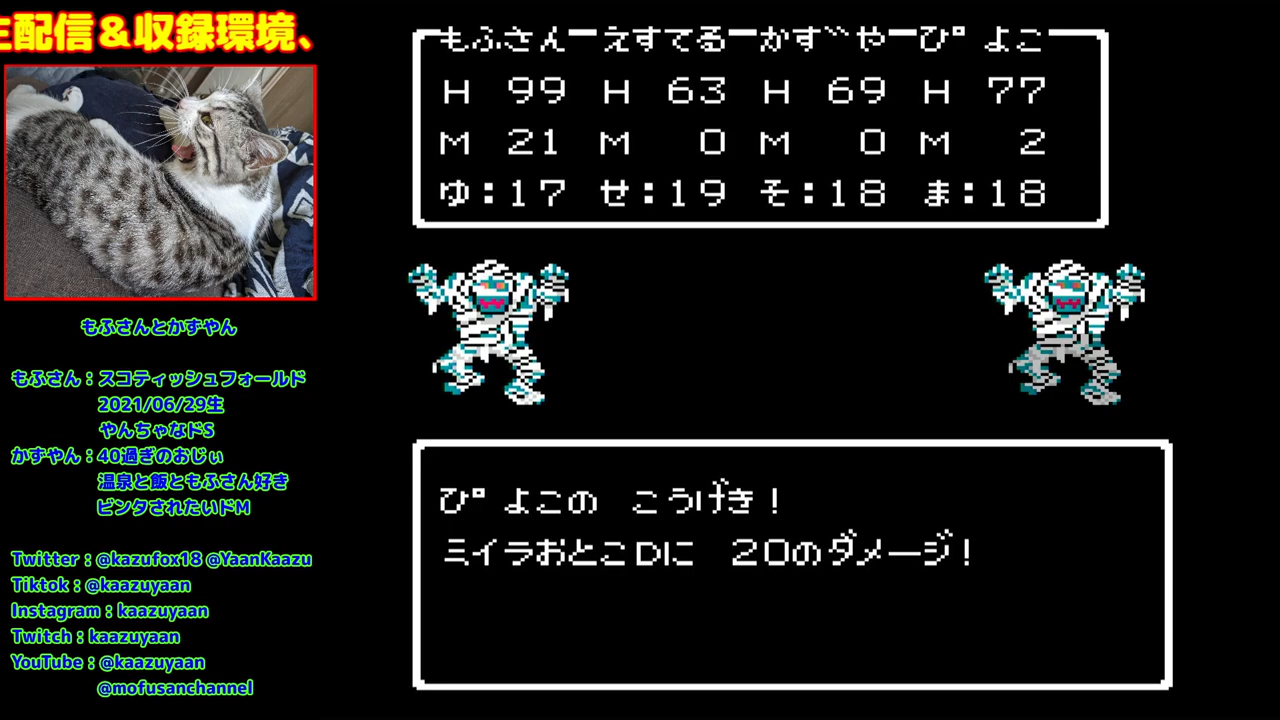 生配信＆収録環境、
もふさんとかずやん
もふさん：スコティッシュフォールド
2021/06/29生
やんちゃなドS
かずやん：40過ぎのおじぃ
温泉と飯ともふさん好き
ビンタされたいドM
Twitter：@kazufox18 @YaanKaazu
Tiktok：@kaazuyaan
Instagram：kaazuyaan
Twitch：kaazuyaan
YouTube：@kaazuyaan
@mofusanchannel
もふさん えすてる かずや ぴよこ
H 99 H 63 H 69 H 77
M 21 M 0 M 0 M 2
ゆ:17 せ:19 そ:18 ま:18
ぴよこの こうげき！
ミイラおとこDに 20のダメージ！